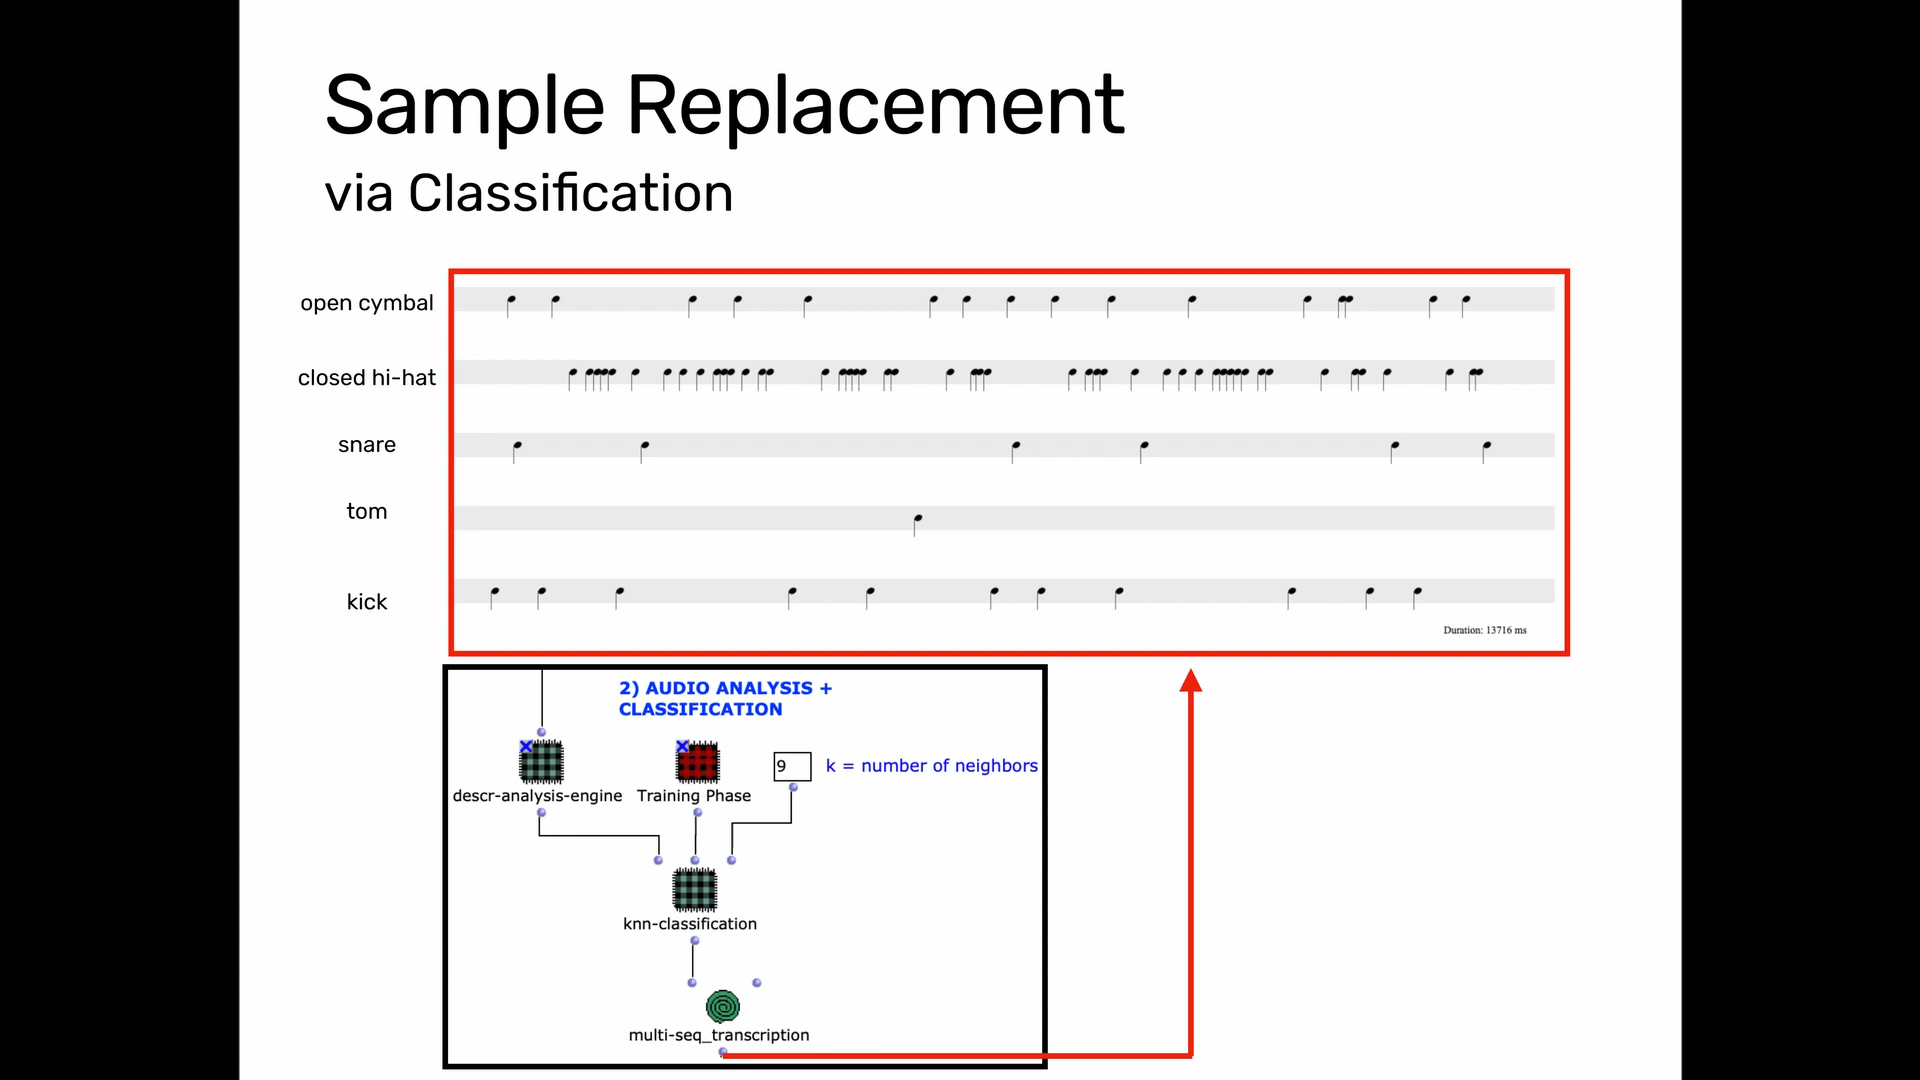 Sample Replacement
via Classification
open cymbal
closed hi-hat
snare
tom
kick
Duration: 13716 ms
2) AUDIO ANALYSIS +
CLASSIFICATION
9
k = number of neighbors
descr-analysis-engine
Training Phase
knn-classification
multi-seq_transcription